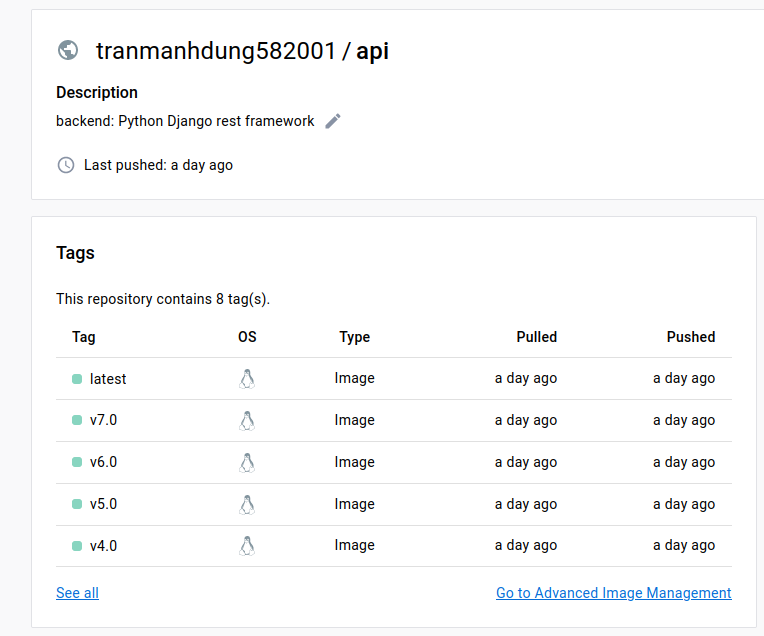 tranmanhdung582001 / api
Description
backend: Python Django rest framework
Last pushed: a day ago
Tags
This repository contains 8 tag(s).
Tag OS Type Pulled Pushed
latest Image a day ago a day ago
v7.0 Image a day ago a day ago
v6.0 Image a day ago a day ago
v5.0 Image a day ago a day ago
v4.0 Image a day ago a day ago
See all Go to Advanced Image Management